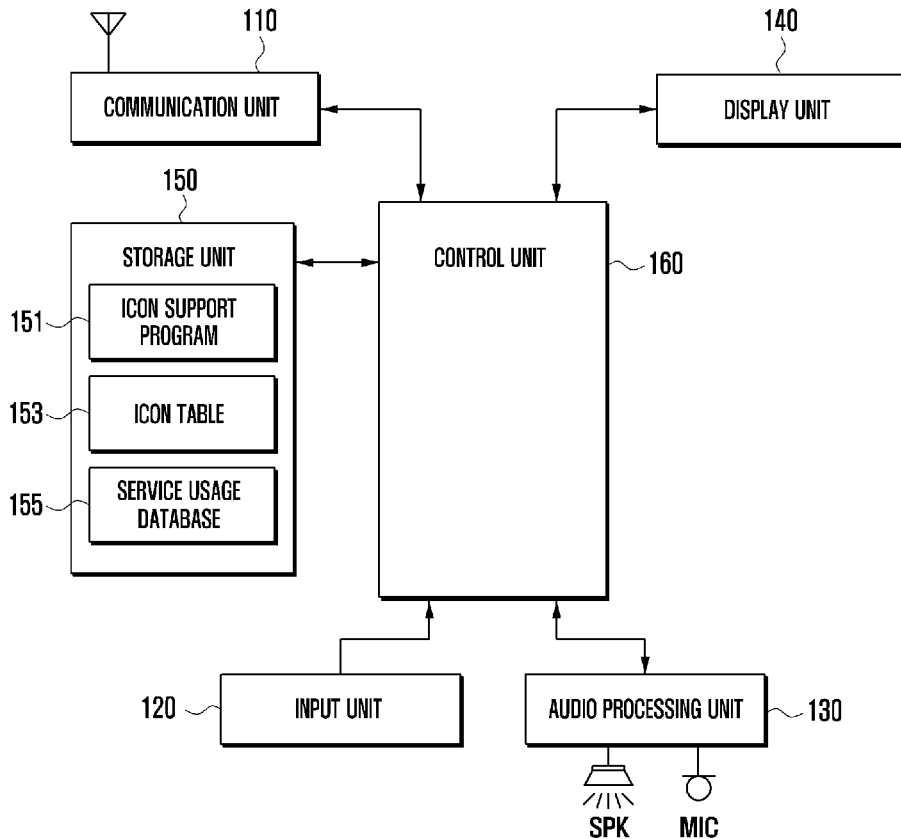 110
COMMUNICATION UNIT
140
DISPLAY UNIT
150
STORAGE UNIT
151
ICON SUPPORT
PROGRAM
153
ICON TABLE
155
SERVICE USAGE
DATABASE
CONTROL UNIT
160
120
INPUT UNIT
AUDIO PROCESSING UNIT
130
SPK
MIC